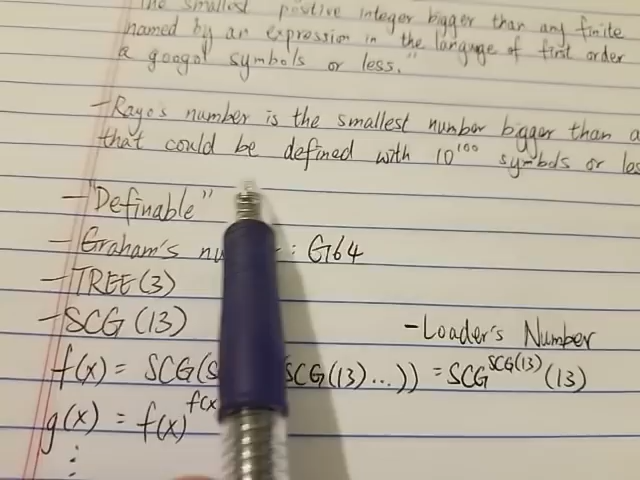 The smallest positive integer bigger than any finite
named by an expression in the language of first order
a googol symbols or less."
- Rayo's number is the smallest number bigger than a
that could be defined with 10¹⁰⁰ symbols or les
- "Definable"
- Graham's nu : G64
- TREE(3)
- SCG (13)
- Loader's Number
f(x) = SCG(S SCG(13)...)) = SCG^SCG(13) (13)
g(x) = f(x)^f(x
⋮